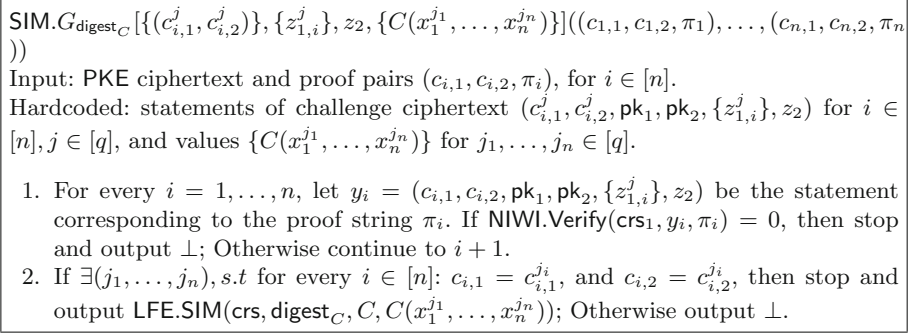 SIM.G_{digest_C}[{(c^j_{i,1}, c^j_{i,2})}, {z^j_{1,i}}, z_2, {C(x^{j_1}_1, . . . , x^{j_n}_n)}]((c_{1,1}, c_{1,2}, π_1), . . . , (c_{n,1}, c_{n,2}, π_n
))
Input: PKE ciphertext and proof pairs (c_{i,1}, c_{i,2}, π_i), for i ∈ [n].
Hardcoded: statements of challenge ciphertext (c^j_{i,1}, c^j_{i,2}, pk_1, pk_2, {z^j_{1,i}}, z_2) for i ∈
[n], j ∈ [q], and values {C(x^{j_1}_1, . . . , x^{j_n}_n)} for j_1, . . . , j_n ∈ [q].
1. For every i = 1, . . . , n, let y_i = (c_{i,1}, c_{i,2}, pk_1, pk_2, {z^j_{1,i}}, z_2) be the statement
corresponding to the proof string π_i. If NIWI.Verify(crs_1, y_i, π_i) = 0, then stop
and output ⊥; Otherwise continue to i + 1.
2. If ∃(j_1, . . . , j_n), s.t for every i ∈ [n]: c_{i,1} = c^{j_i}_{i,1}, and c_{i,2} = c^{j_i}_{i,2}, then stop and
output LFE.SIM(crs, digest_C, C, C(x^{j_1}_1, . . . , x^{j_n}_n)); Otherwise output ⊥.